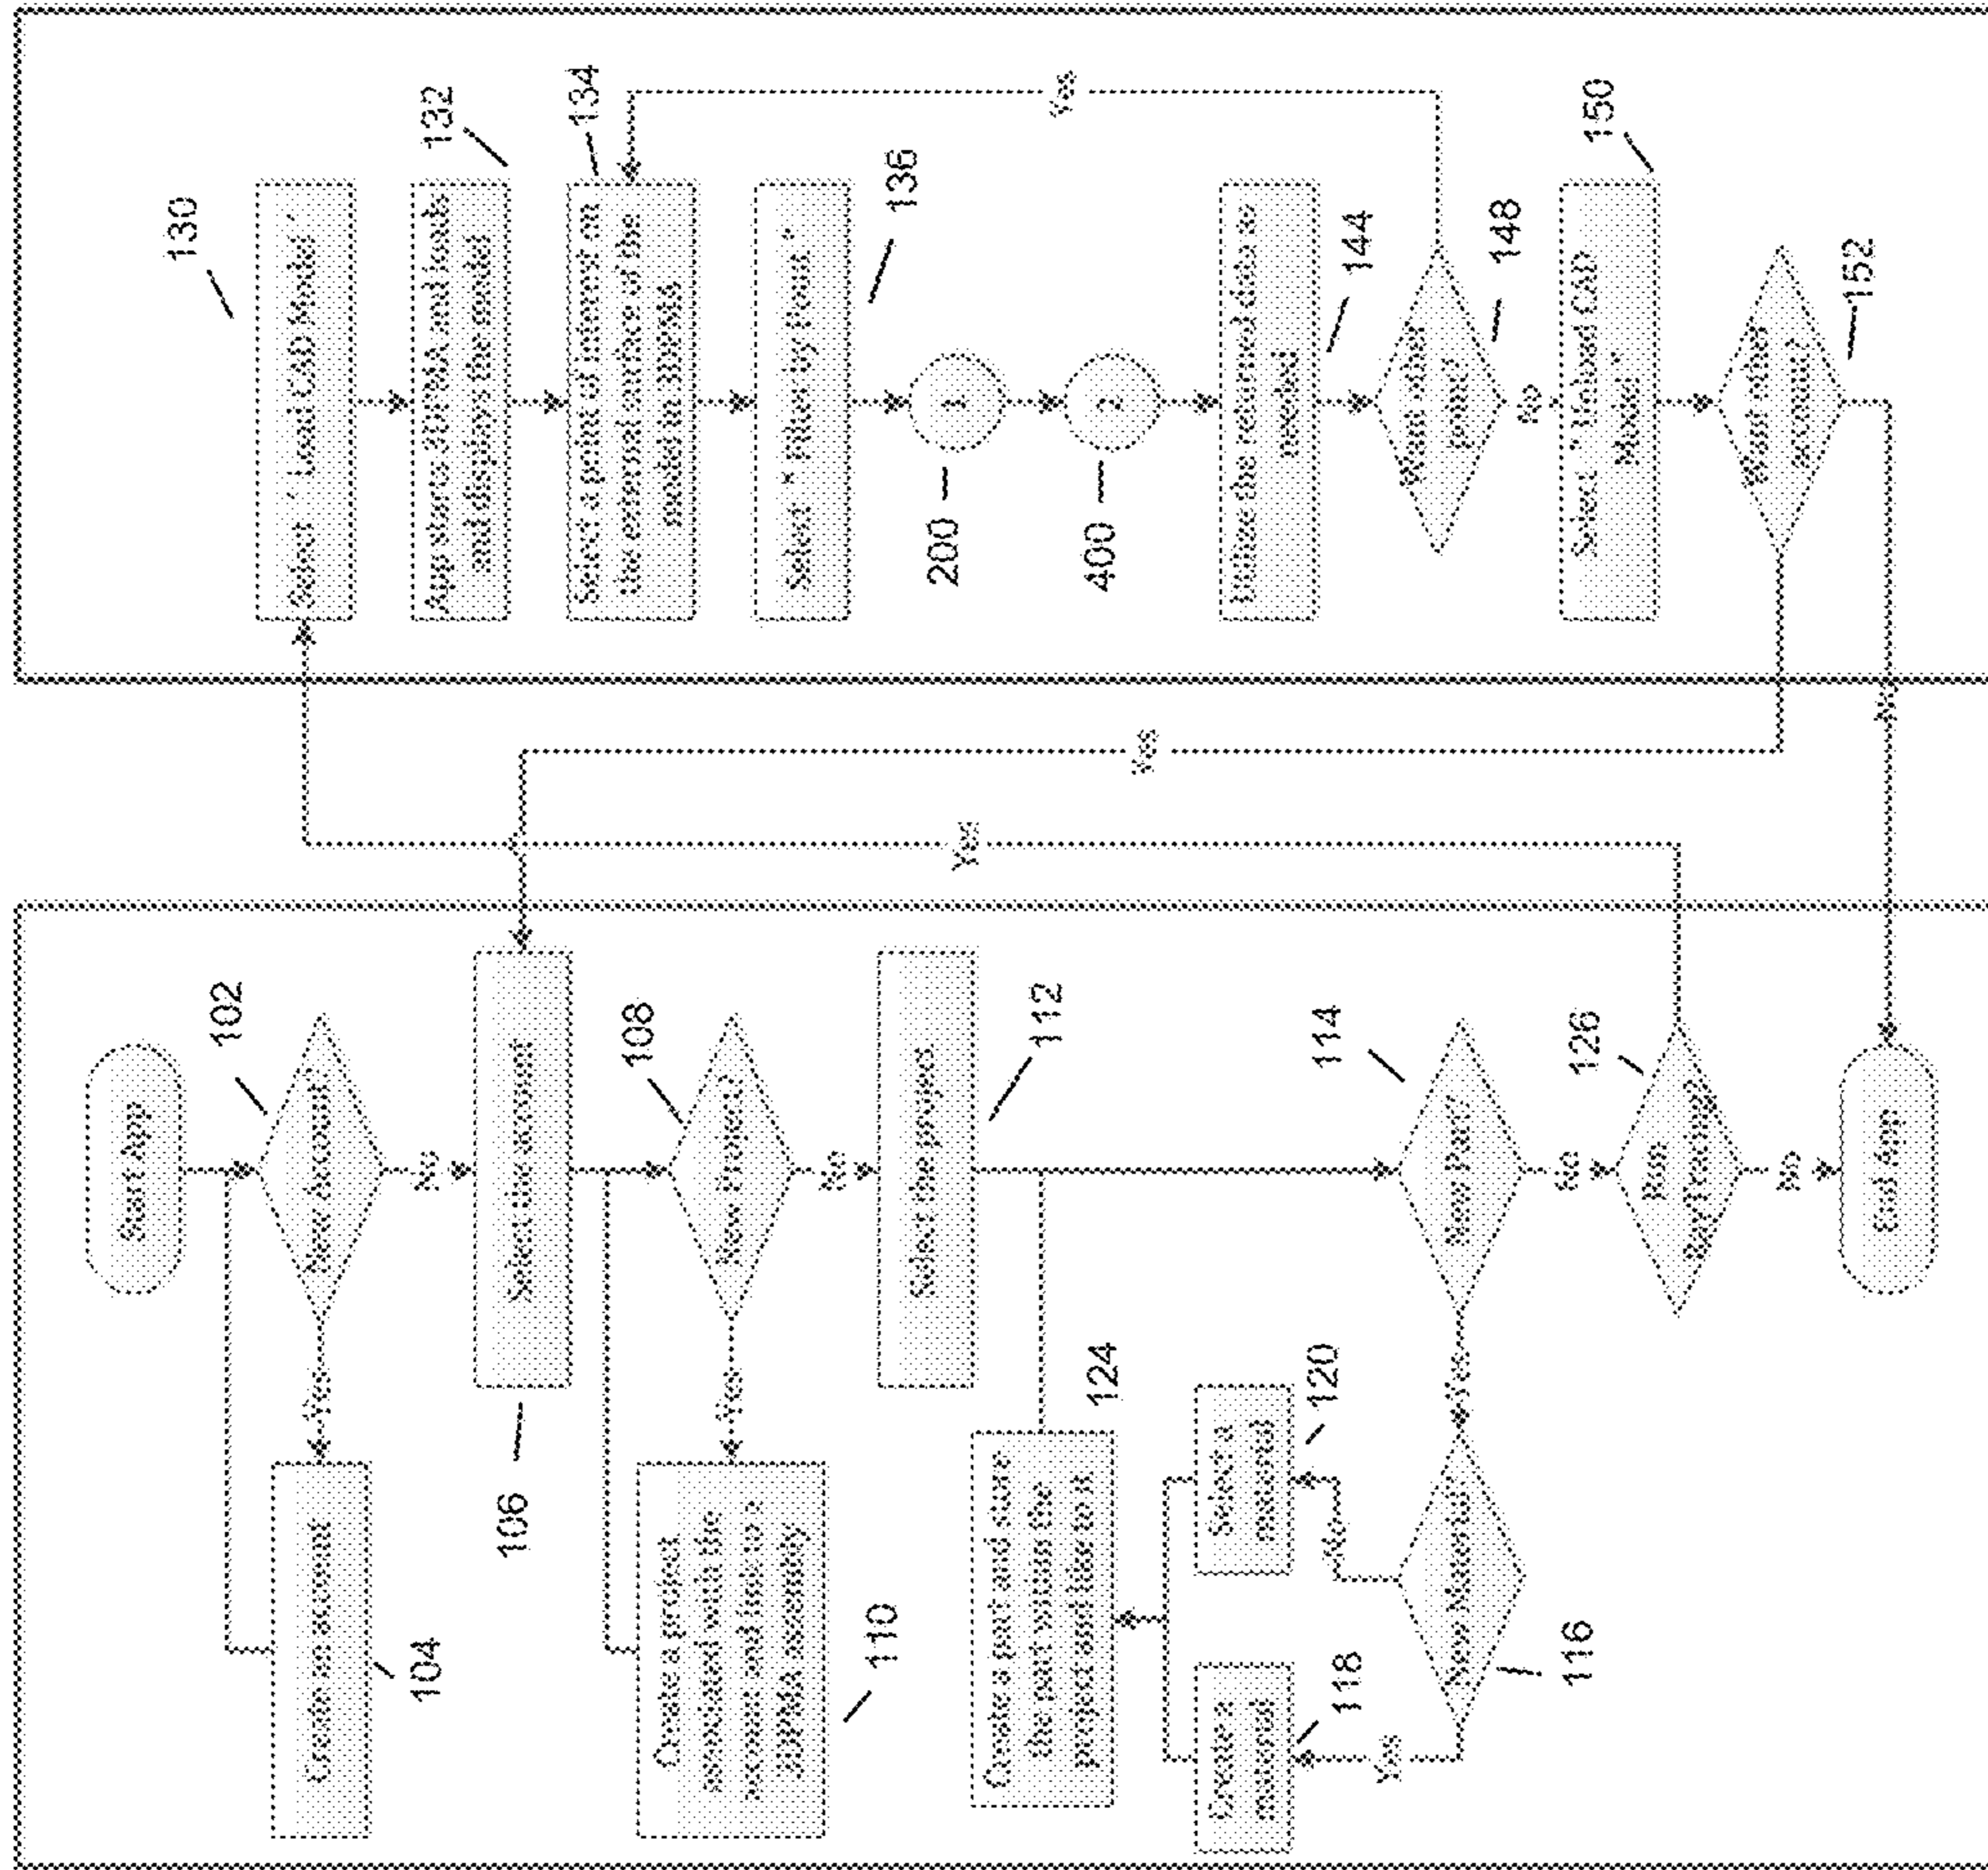 Start App
102
New Account?
Yes
No
Create an account
104
Select the account
106
108
New Project?
Yes
No
Create a project
associated with the
account and link to a
3DPMA assembly
110
Select the project
112
Create a part and store
the part within the
project and link to it
124
Create a
material
118
Select a
material
120
New Material?
116
Yes
No
New part?
114
Yes
No
Run
RayTracing?
126
Yes
No
End App
130
Select " Load CAD Model "
132
App starts 3DPMA and loads
and displays the model
134
Select a point of interest on
the external surface of the
model in 3DPMA
Select " Filter by Point "
136
1
200
2
400
Utilize the returned data as
needed
144
Want other
point?
148
Yes
No
150
Select "Unload CAD
Model "
Want other
account?
152
Yes
No